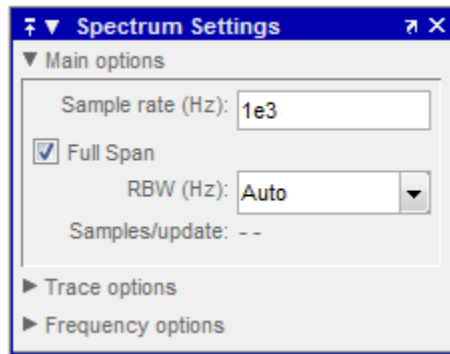 Spectrum Settings
Main options
Sample rate (Hz): 1e3
Full Span
RBW (Hz): Auto
Samples/update: --
Trace options
Frequency options